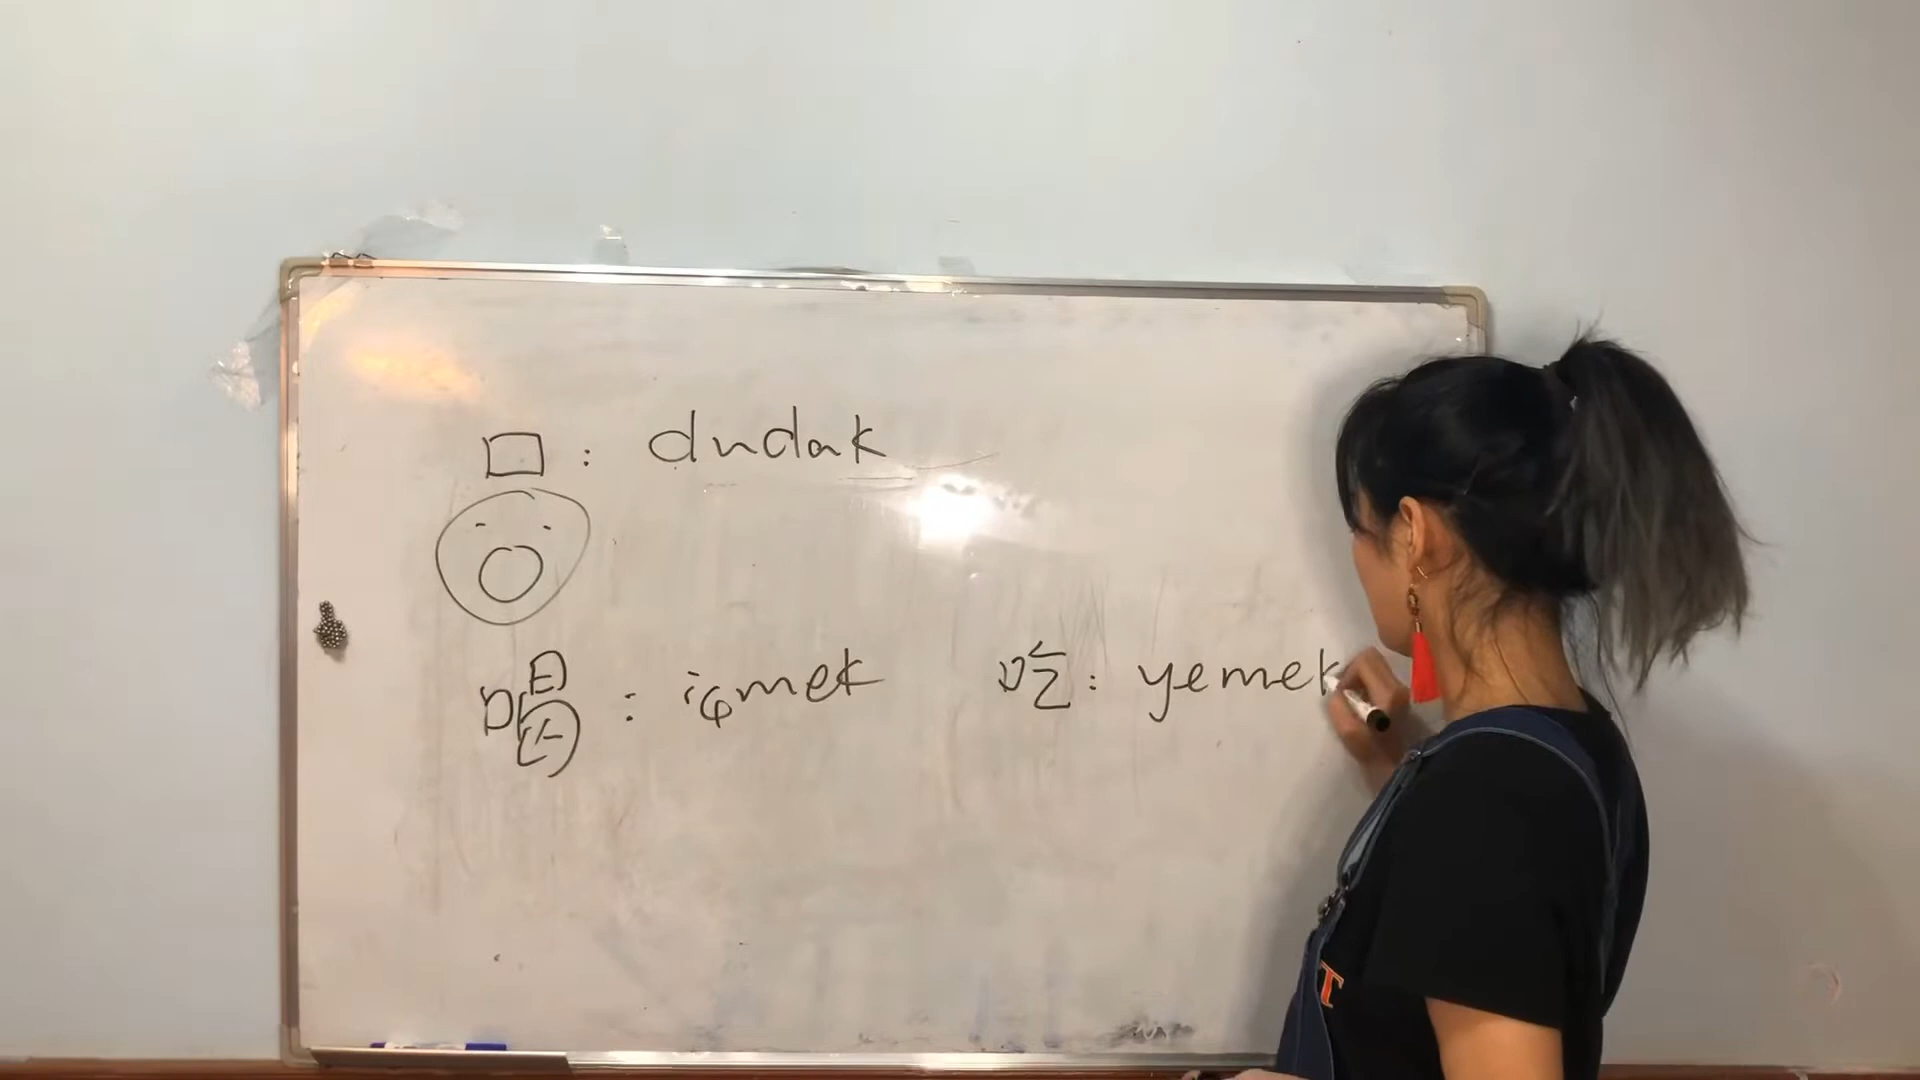 口: dudak
喝: içmek 吃: yemek
T